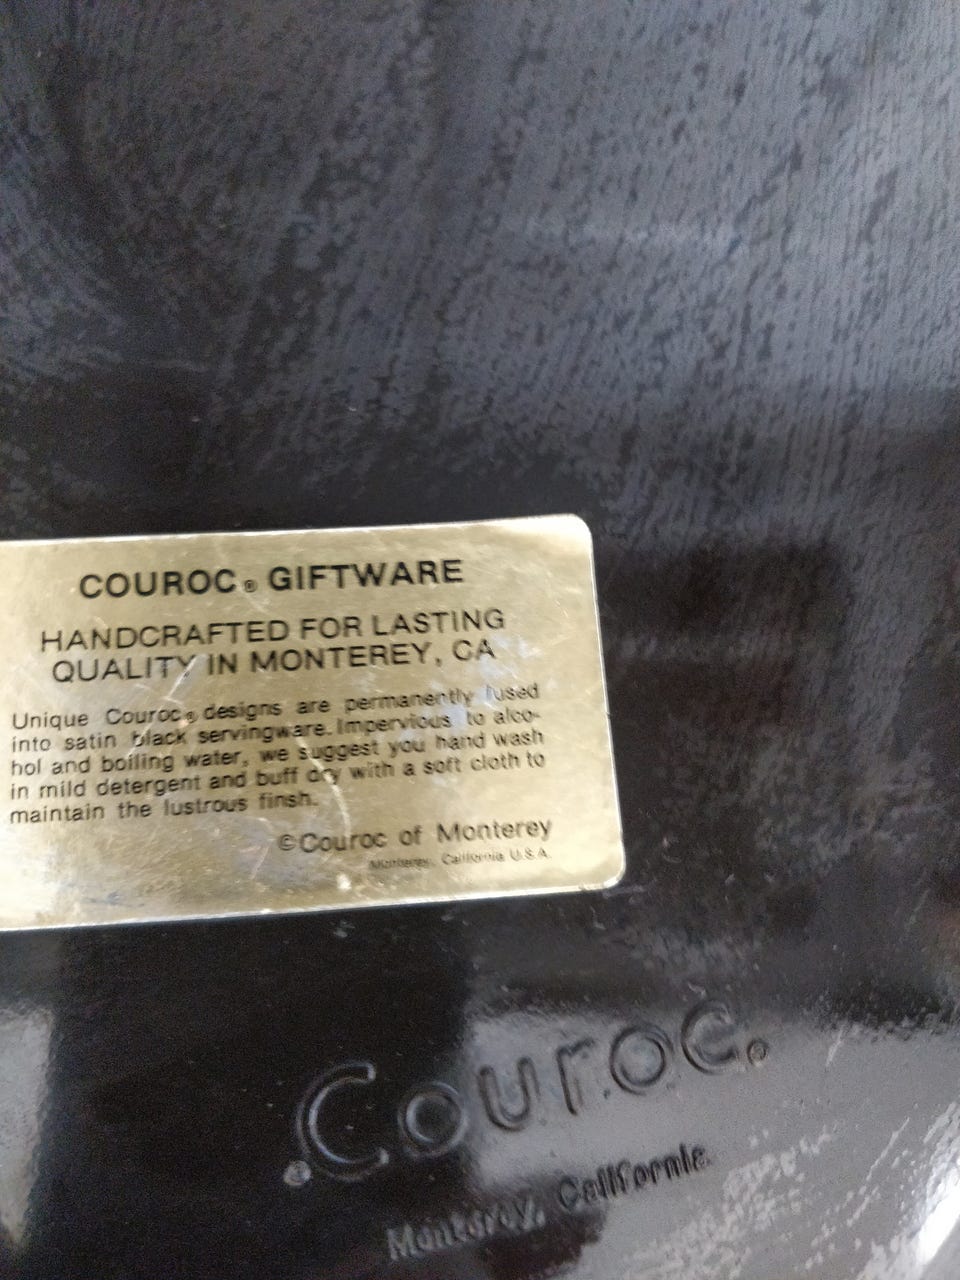 COUROC® GIFTWARE
HANDCRAFTED FOR LASTING
QUALITY IN MONTEREY, CA
Unique Couroc® designs are permanently fused
into satin black servingware. Impervious to alco-
hol and boiling water, we suggest you hand wash
in mild detergent and buff dry with a soft cloth to
maintain the lustrous finsh.
©Couroc of Monterey
Monterey, California U.S.A.
Couroc®
Monterey, California